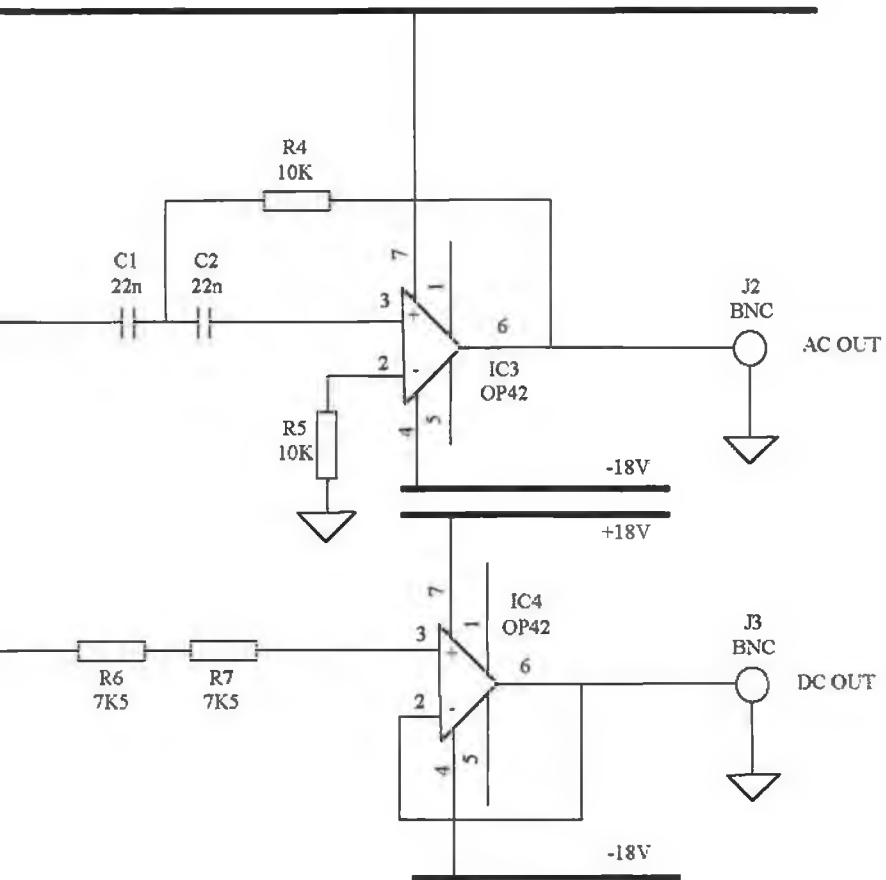 R4
10K
C1
22n
C2
22n
7
1
3
+
6
2
-
IC3
OP42
4
5
R5
10K
J2
BNC
AC OUT
-18V
+18V
7
1
IC4
OP42
3
+
6
2
-
4
5
R6
7K5
R7
7K5
J3
BNC
DC OUT
-18V